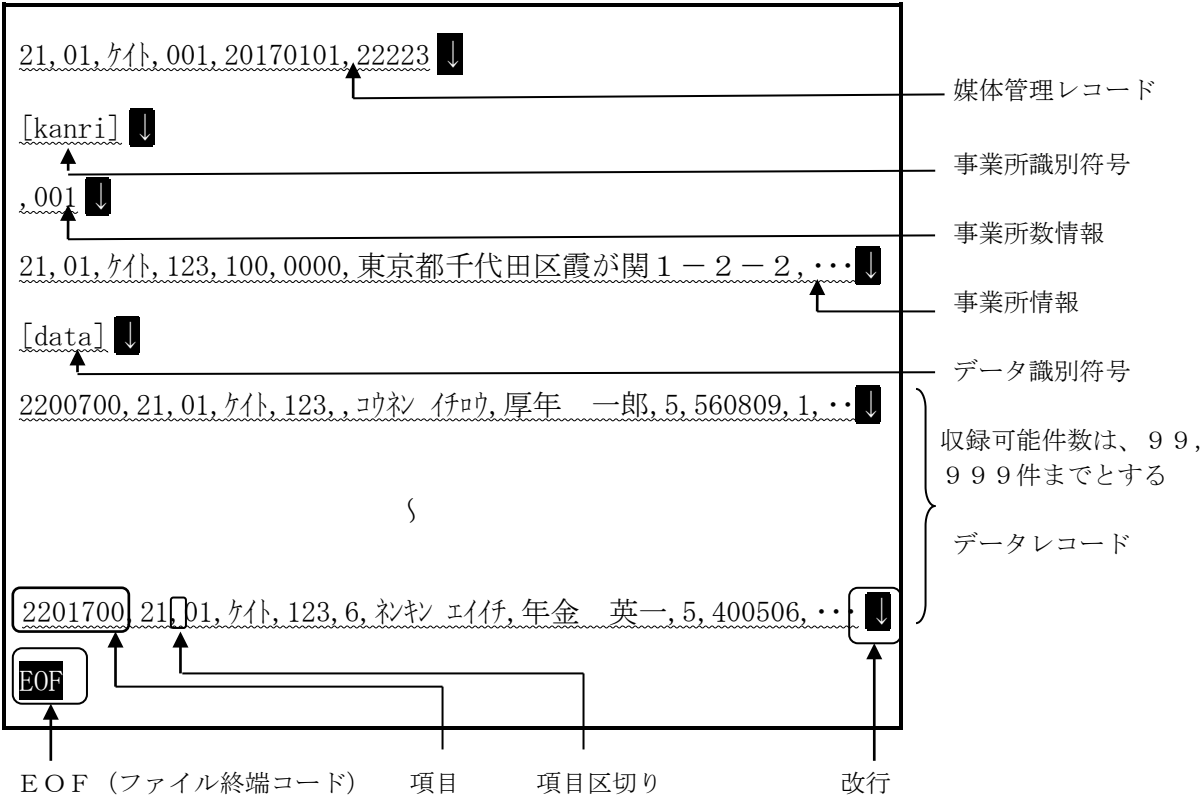 21,01,ｹｲﾄ,001,20170101,22223↓
媒体管理レコード
[kanri]↓
事業所識別符号
,001↓
事業所数情報
21,01,ｹｲﾄ,123,100,0000,東京都千代田区霞が関１－２－２,･･･↓
事業所情報
[data]↓
データ識別符号
2200700,21,01,ｹｲﾄ,123,,ｺｳﾈﾝ ｲﾁﾛｳ,厚年　一郎,5,560809,1,･･↓
収録可能件数は、９９,
９９９件までとする
～
データレコード
2201700,21,01,ｹｲﾄ,123,6,ﾈﾝｷﾝ ｴｲｲﾁ,年金　英一,5,400506,･･･↓
EOF
ＥＯＦ（ファイル終端コード）　項目　項目区切り　改行